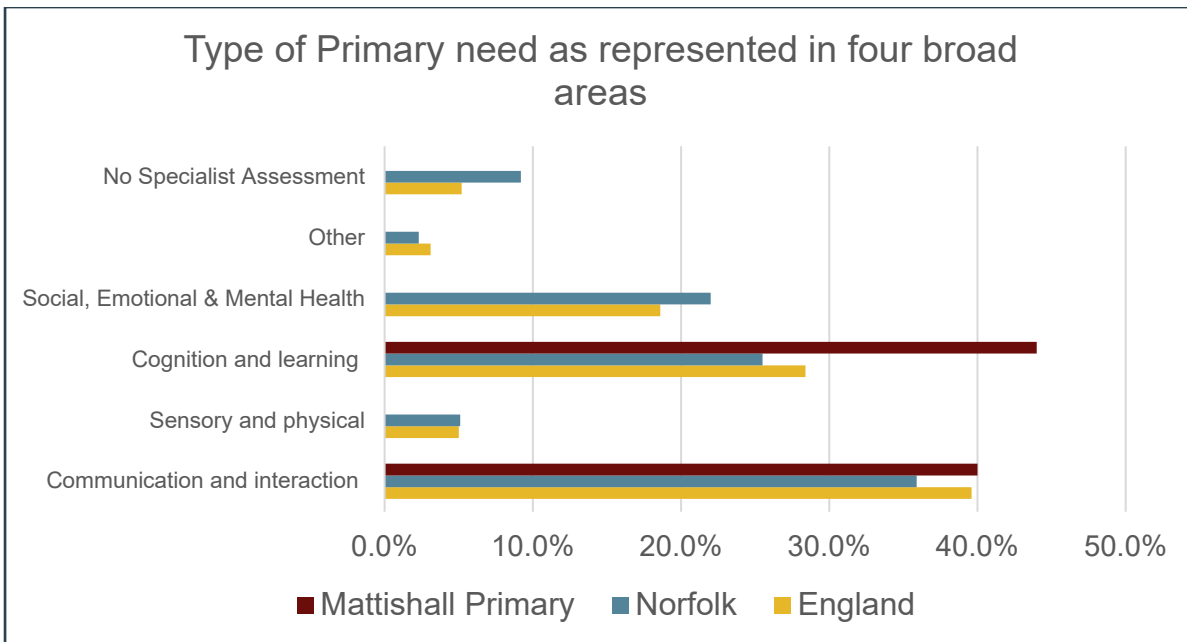 Type of Primary need as represented in four broad
areas
No Specialist Assessment
Other
Social, Emotional & Mental Health
Cognition and learning
Sensory and physical
Communication and interaction
0.0% 10.0% 20.0% 30.0% 40.0% 50.0%
Mattishall Primary Norfolk England